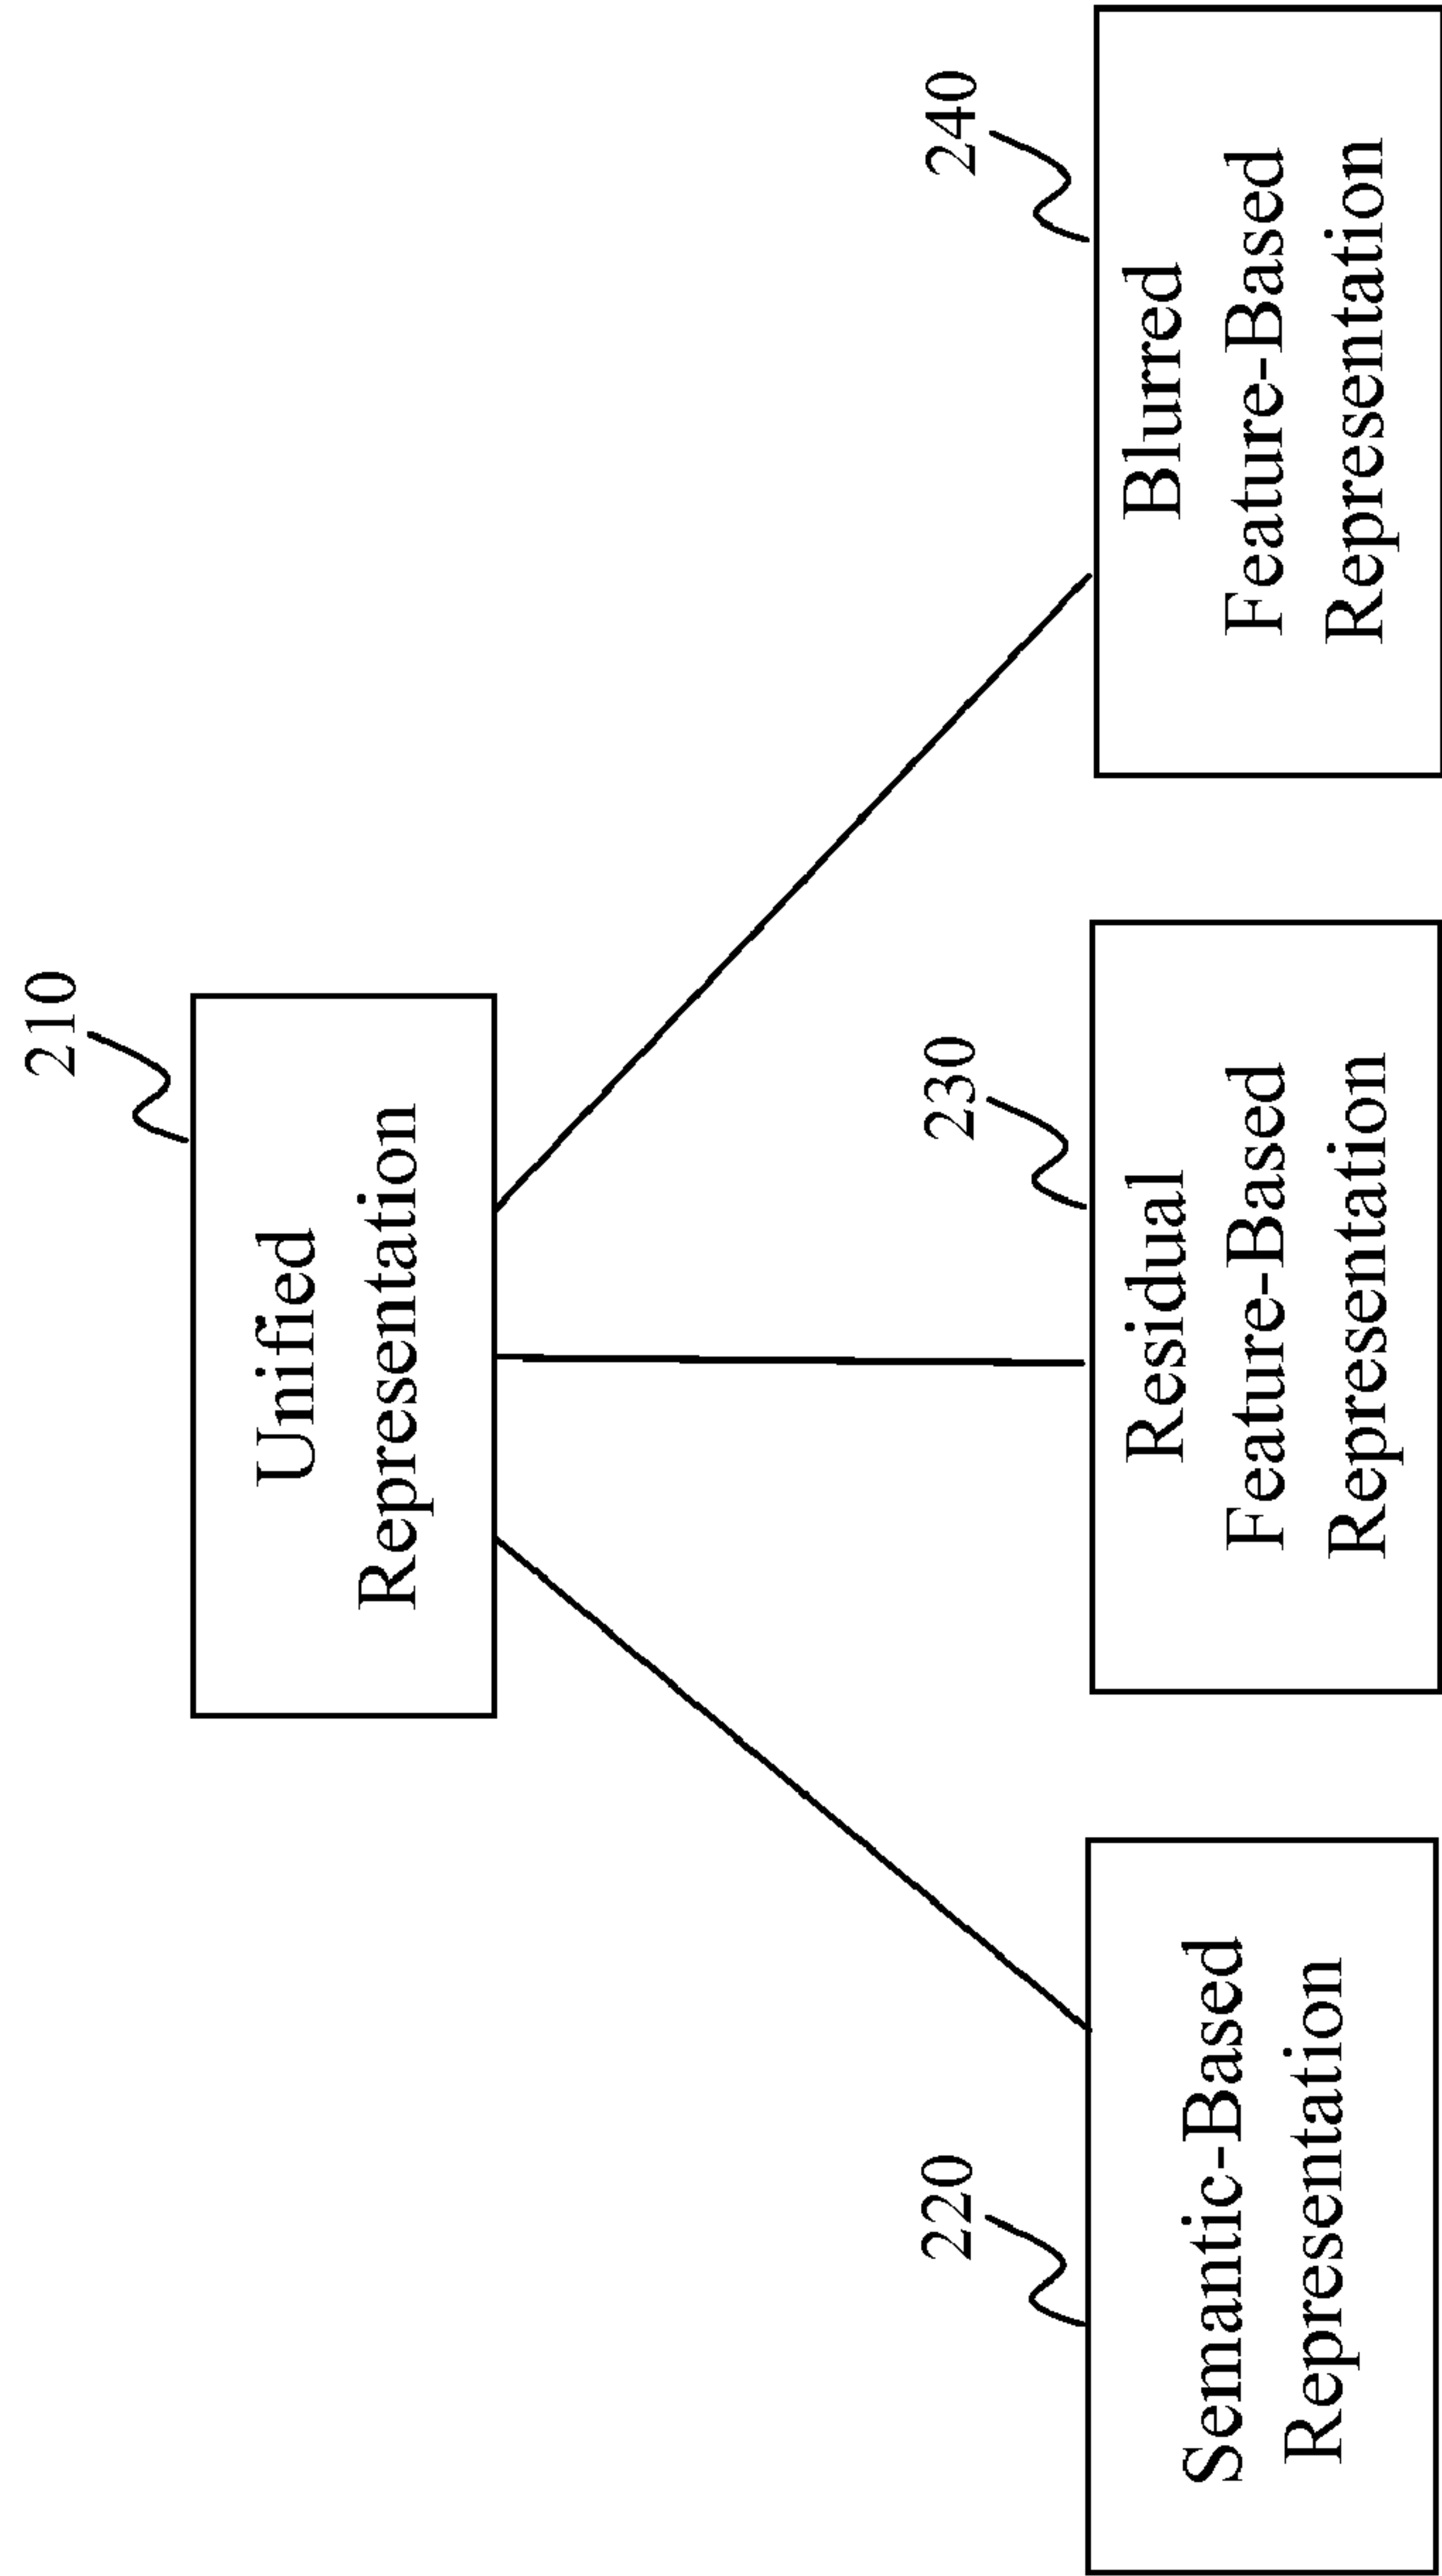 210
Unified
Representation
220
Semantic-Based
Representation
230
Residual
Feature-Based
Representation
240
Blurred
Feature-Based
Representation